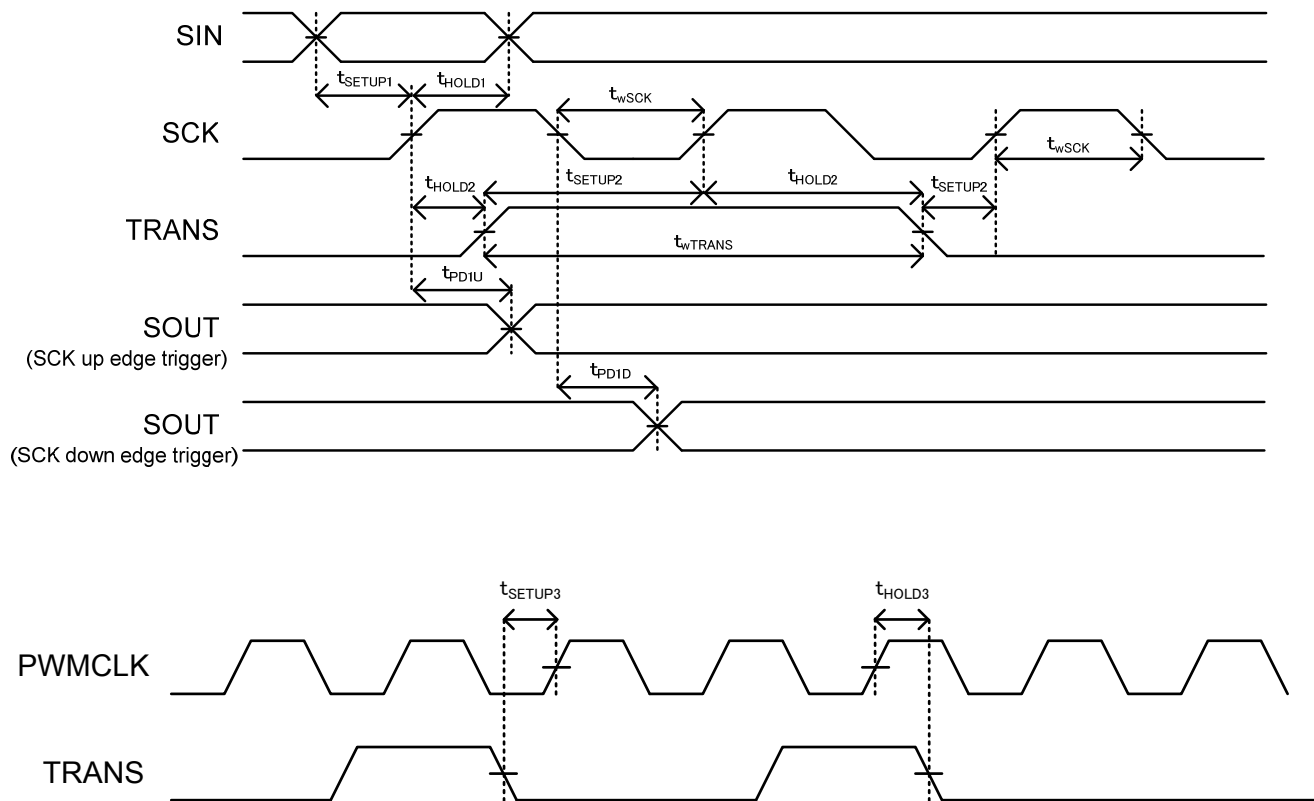 SIN
tSETUP1
tHOLD1
twSCK
SCK
twSCK
tHOLD2
tSETUP2
tHOLD2
tSETUP2
TRANS
twTRANS
tPD1U
SOUT
(SCK up edge trigger)
tPD1D
SOUT
(SCK down edge trigger)
tSETUP3
tHOLD3
PWMCLK
TRANS